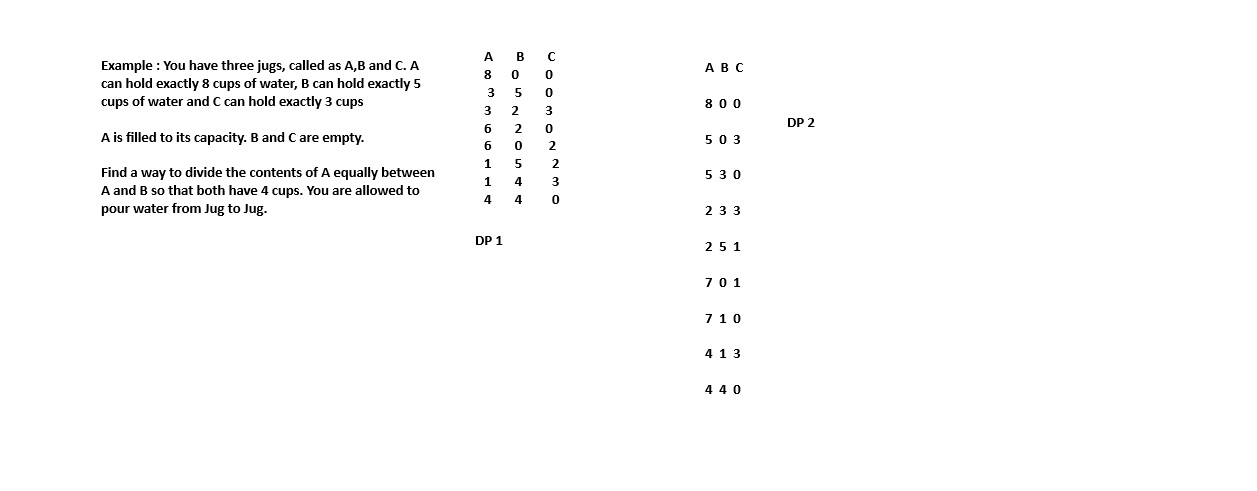 Example : You have three jugs, called as A,B and C. A
can hold exactly 8 cups of water, B can hold exactly 5
cups of water and C can hold exactly 3 cups
A is filled to its capacity. B and C are empty.
Find a way to divide the contents of A equally between
A and B so that both have 4 cups. You are allowed to
pour water from Jug to Jug.
A B C
8 0 0
3 5 0
3 2 3
6 2 0
6 0 2
1 5 2
1 4 3
4 4 0
DP 1
A B C
8 0 0
DP 2
5 0 3
5 3 0
2 3 3
2 5 1
7 0 1
7 1 0
4 1 3
4 4 0